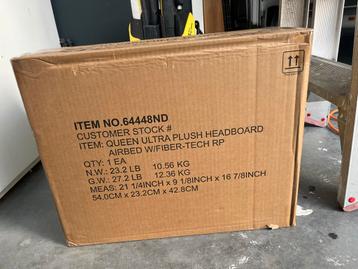 ITEM NO.64448ND
CUSTOMER STOCK #
ITEM: QUEEN ULTRA PLUSH HEADBOARD
AIRBED W/FIBER-TECH RP
QTY: 1 EA
N.W.: 23.2 LB 10.56 KG
G.W.: 27.2 LB 12.36 KG
MEAS: 21 1/4INCH x 9 1/8INCH x 16 7/8INCH
54.0CM x 23.2CM x 42.8CM